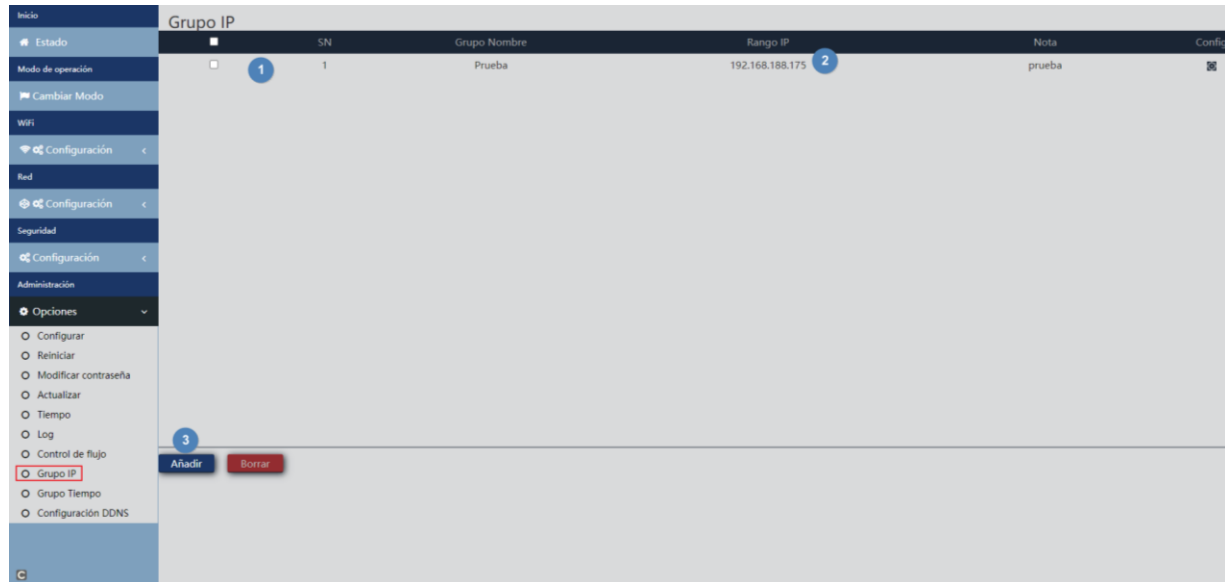 Inicio
Estado
Modo de operación
Cambiar Modo
WiFi
Configuración
Red
Configuración
Seguridad
Configuración
Administración
Opciones
Configurar
Reiniciar
Modificar contraseña
Actualizar
Tiempo
Log
Control de flujo
Grupo IP
Grupo Tiempo
Configuración DDNS
Grupo IP
SN Grupo Nombre Rango IP Nota Config
1 1 Prueba 192.168.188.175 2 prueba
3
Añadir Borrar